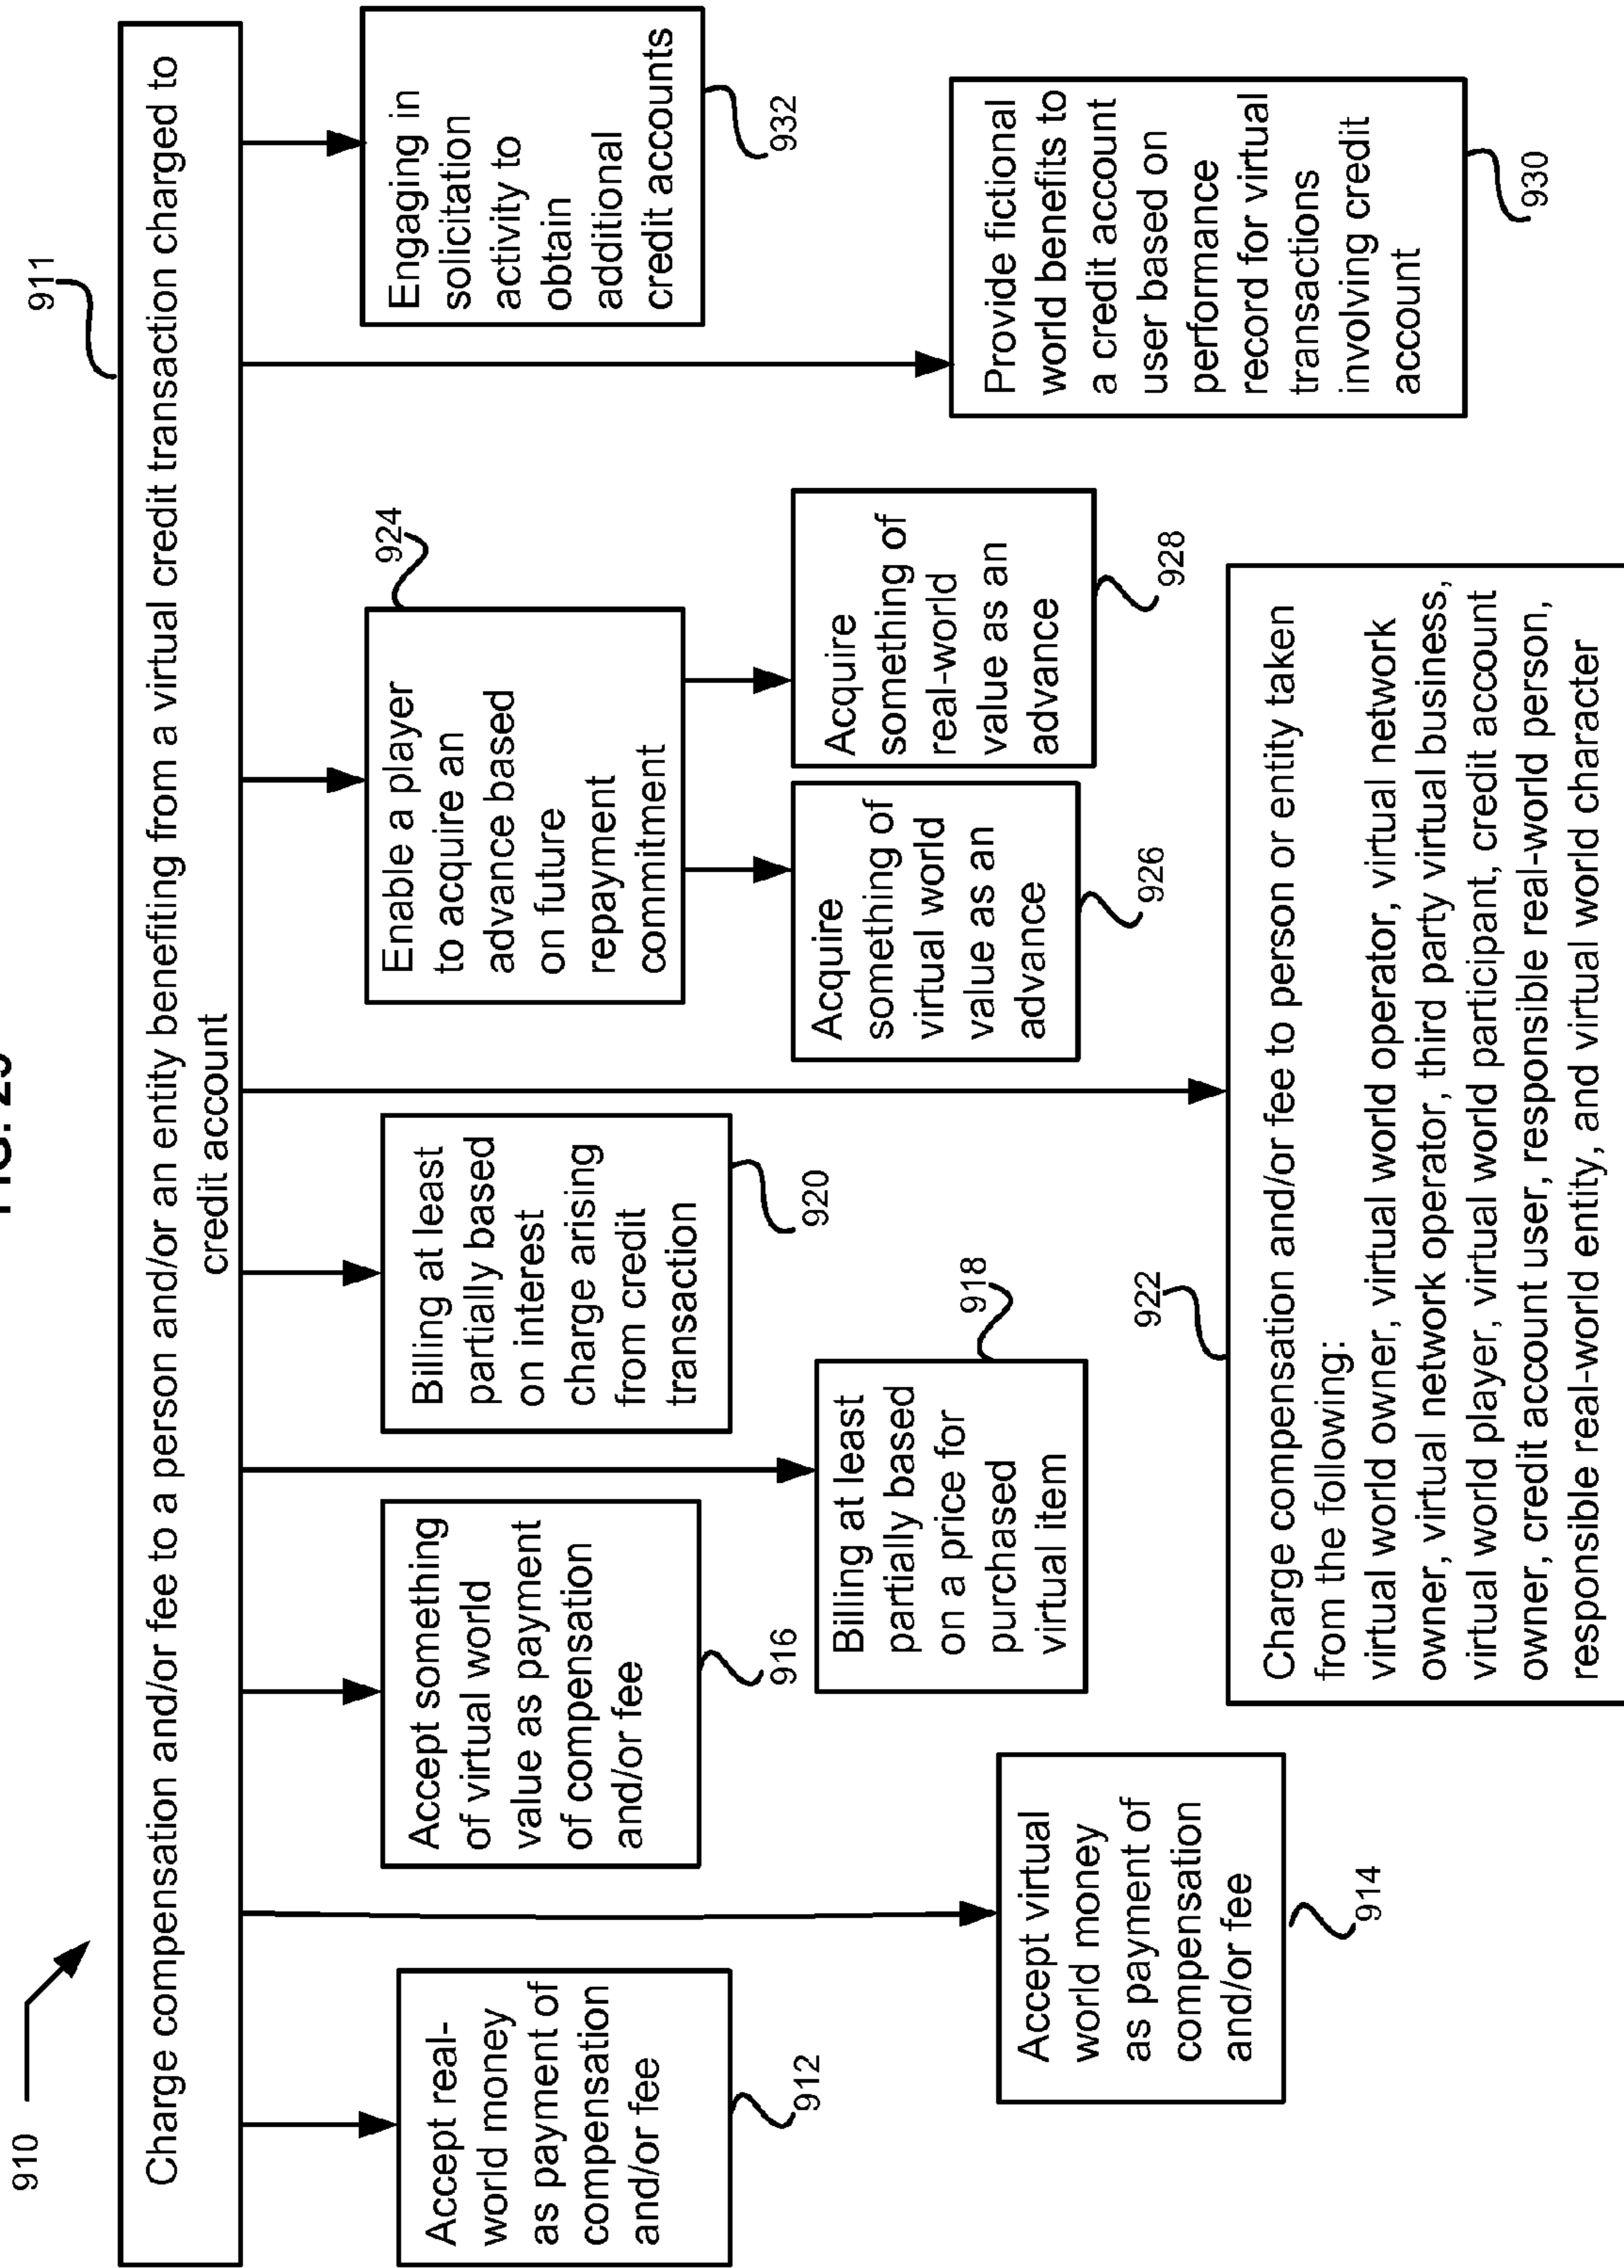 FIG.
910
911
Charge compensation and/or fee to a person and/or an entity benefiting from a virtual credit transaction charged to
credit account
Accept real-
world money
as payment of
compensation
and/or fee
912
Accept virtual
world money
as payment of
compensation
and/or fee
914
Accept something
of virtual world
value as payment
of compensation
and/or fee
916
Billing at least
partially based
on a price for
purchased
virtual item
918
Billing at least
partially based
on interest
charge arising
from credit
transaction
920
Charge compensation and/or fee to person or entity taken
from the following:
virtual world owner, virtual world operator, virtual network
owner, virtual network operator, third party virtual business,
virtual world player, virtual world participant, credit account
owner, credit account user, responsible real-world person,
responsible real-world entity, and virtual world character
922
Enable a player
to acquire an
advance based
on future
repayment
commitment
924
Acquire
something of
virtual world
value as an
advance
926
Acquire
something of
real-world
value as an
advance
928
Provide fictional
world benefits to
a credit account
user based on
performance
record for virtual
transactions
involving credit
account
930
Engaging in
solicitation
activity to
obtain
additional
credit accounts
932